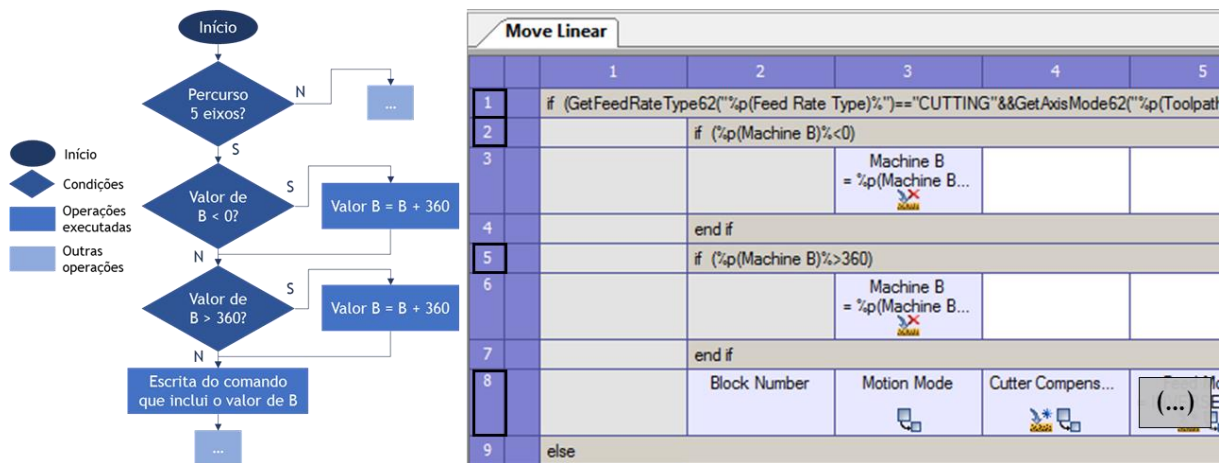 Início
Percurso
5 eixos?
N
...
S
Valor de
B < 0?
S
Valor B = B + 360
N
Valor de
B > 360?
S
Valor B = B + 360
N
Escrita do comando
que inclui o valor de B
...
Início
Condições
Operações
executadas
Outras
operações
Move Linear
1 2 3 4 5
1 if (GetFeedRateType62("%p(Feed Rate Type)%")=="CUTTING"&&GetAxisMode62("%p(Toolpath
2 if (%p(Machine B)%<0)
3 Machine B
= %p(Machine B...
4 end if
5 if (%p(Machine B)%>360)
6 Machine B
= %p(Machine B...
7 end if
8 Block Number Motion Mode Cutter Compens...
(...)
9 else